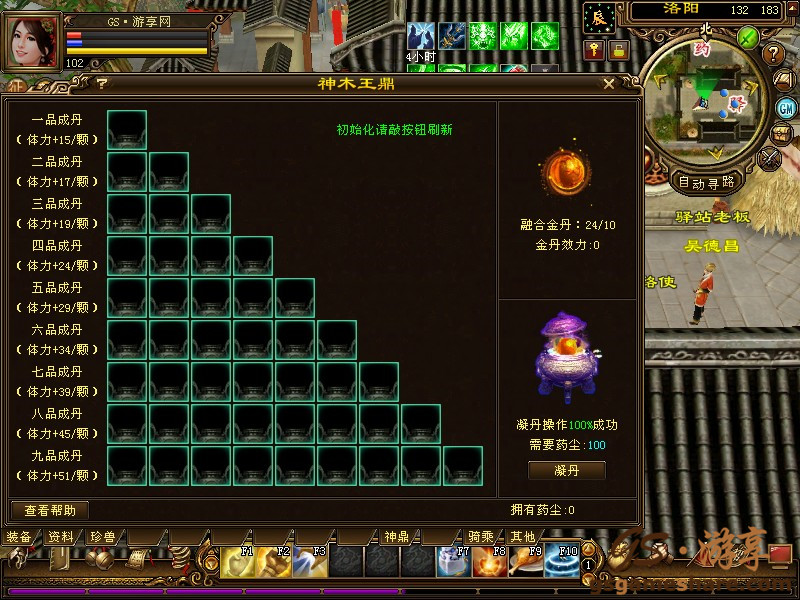 GS·游享网
102
4小时
辰
洛阳 132 183
北
约
GM
自动寻路
驿站老板
吴德昌
洛使
神木王鼎
初始化请敲按钮刷新
一品成丹
(体力+15/颗)
二品成丹
(体力+17/颗)
三品成丹
(体力+19/颗)
四品成丹
(体力+24/颗)
五品成丹
(体力+29/颗)
六品成丹
(体力+34/颗)
七品成丹
(体力+39/颗)
八品成丹
(体力+45/颗)
九品成丹
(体力+51/颗)
融合金丹：24/10
金丹效力:0
凝丹操作100%成功
需要药尘:100
凝丹
查看帮助
拥有药尘:0
装备 资料 珍兽 神鼎 骑乘 其他
F1 F2 F3 F7 F8 F9 F10
1
GS·游享